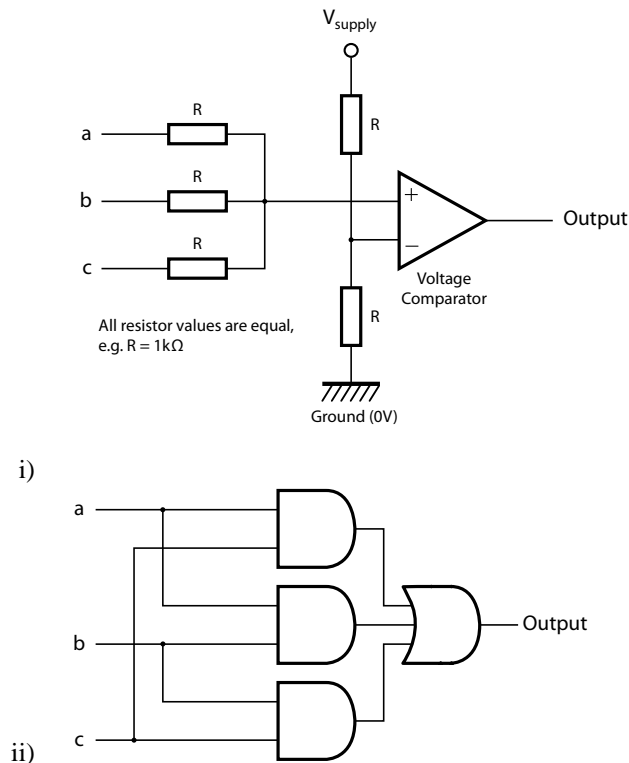 V_supply
R
R
a
R
b
+
Output
R
−
c
Voltage
Comparator
R
All resistor values are equal,
e.g. R = 1kΩ
Ground (0V)
i)
a
Output
b
c
ii)